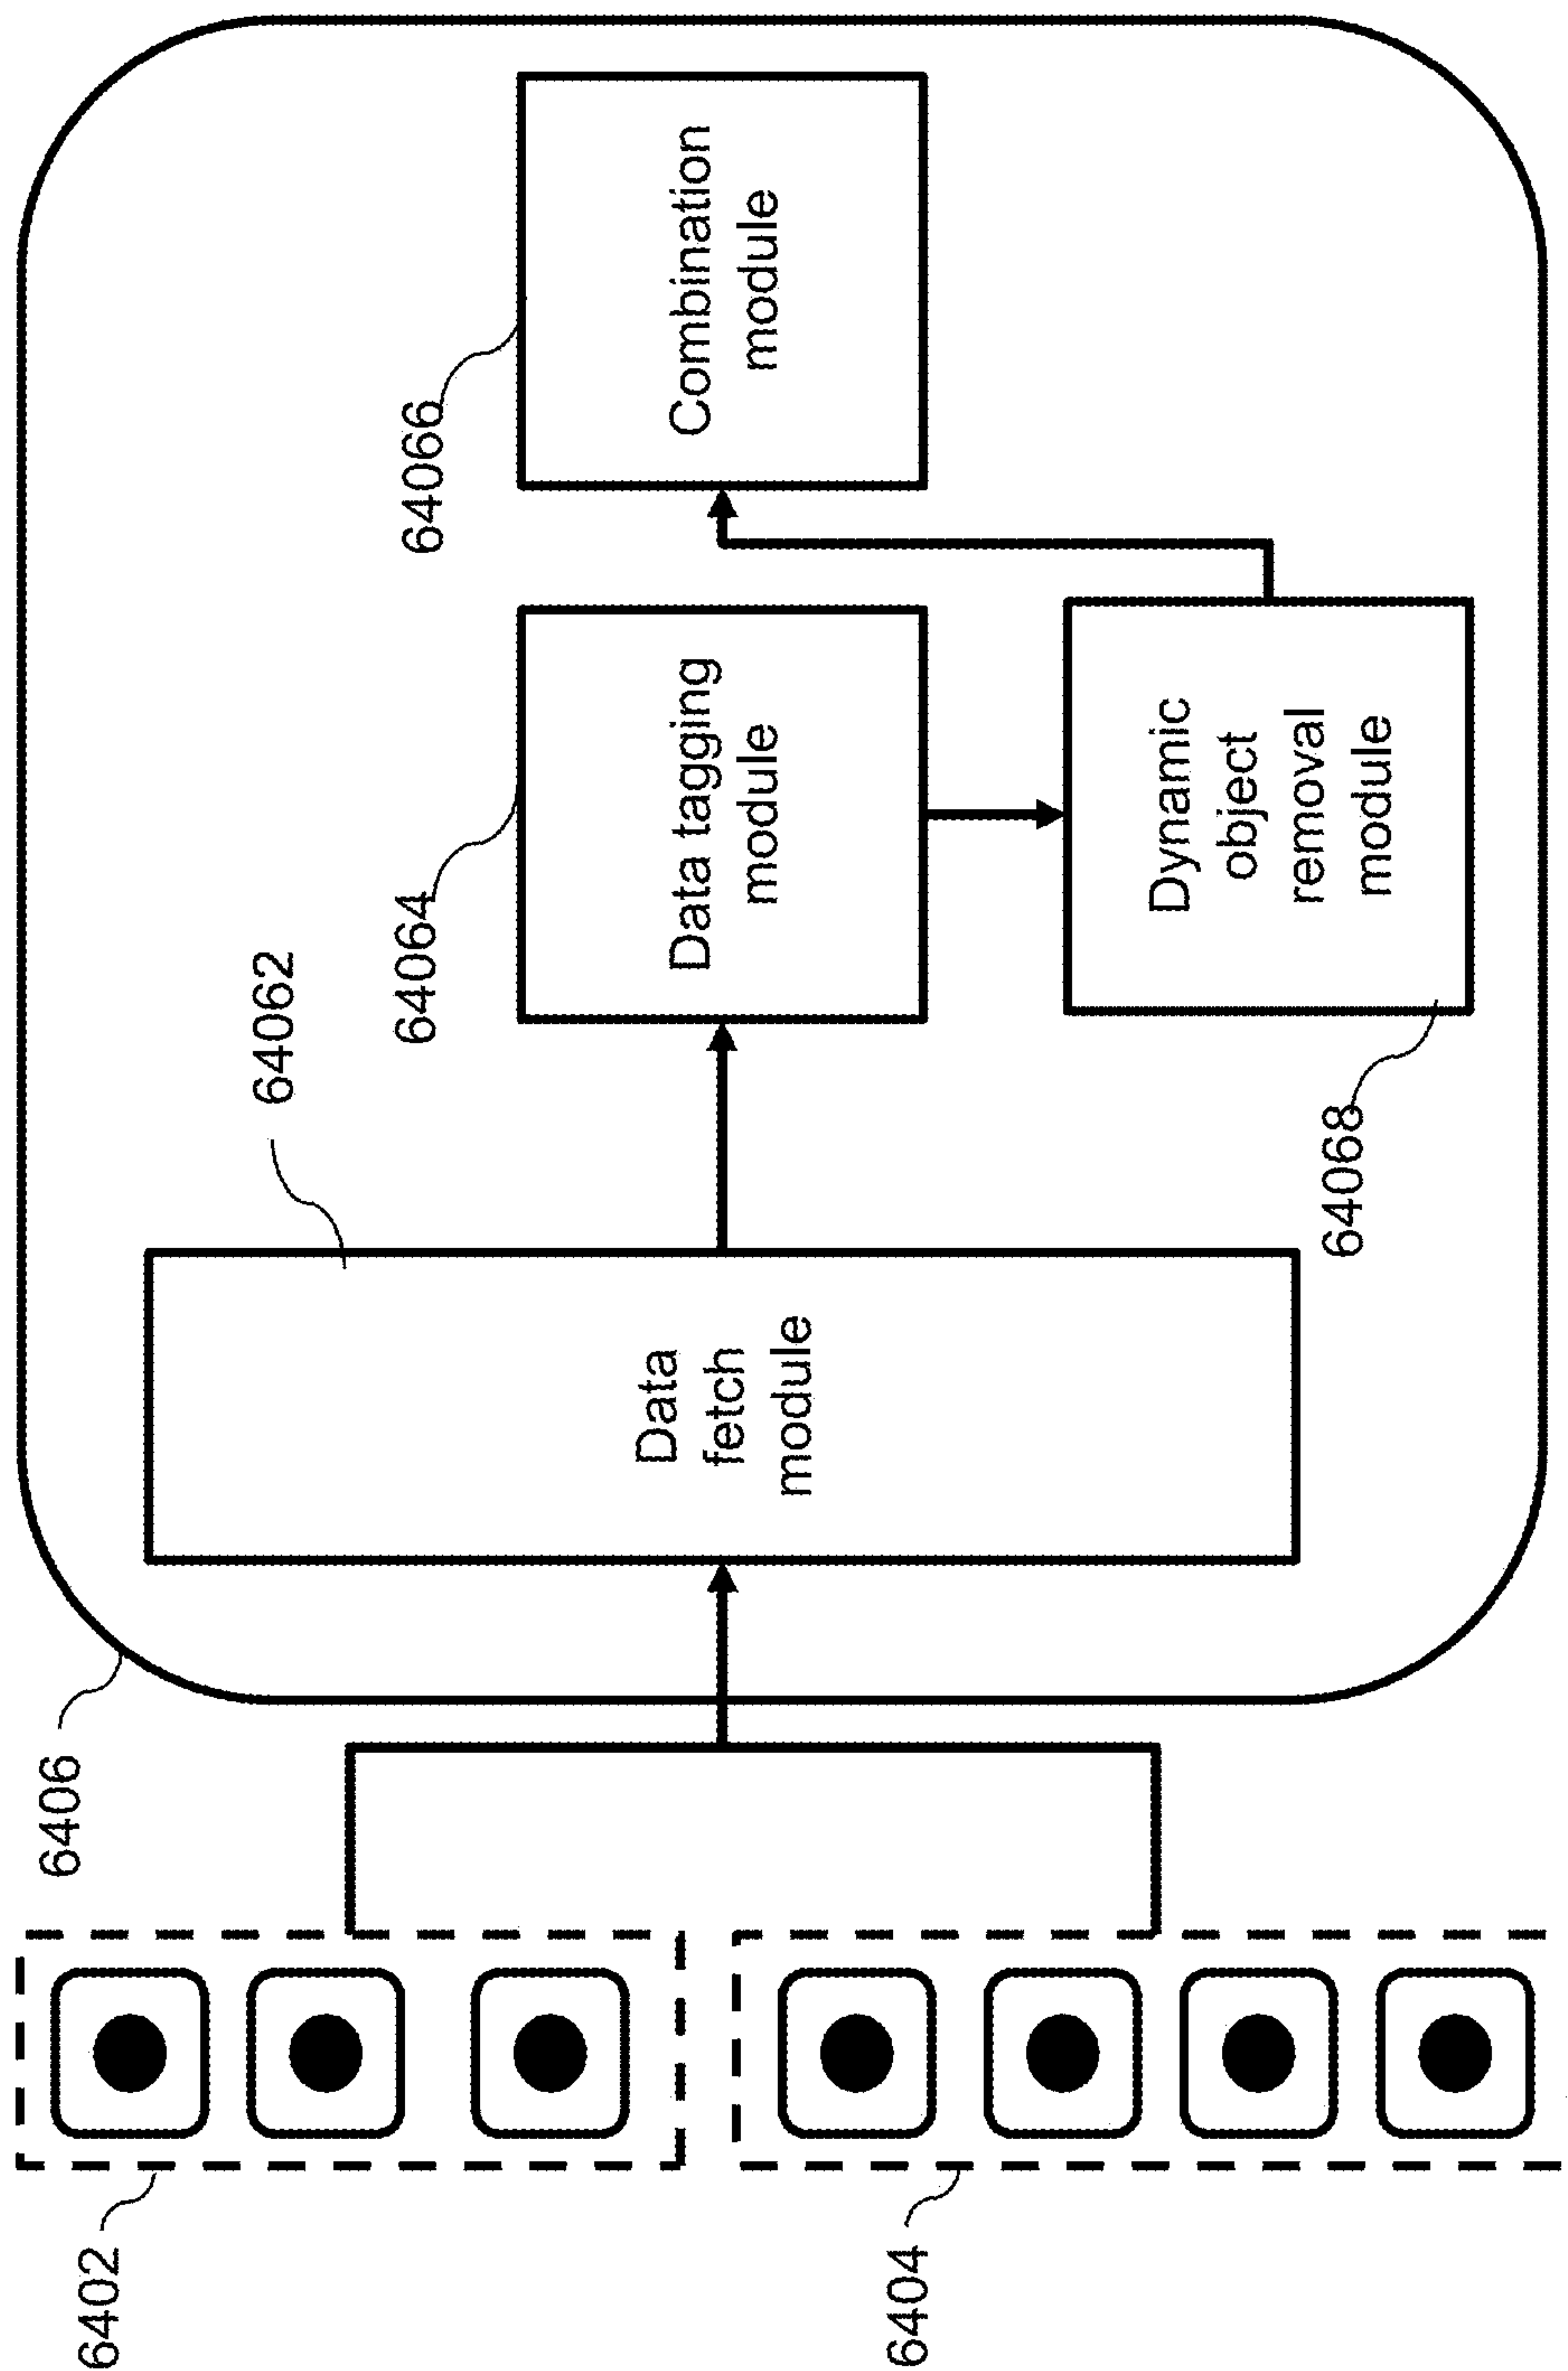 6402
6404
6406
64062
Data
fetch
module
64064
Data tagging
module
64066
Combination
module
64068
Dynamic
object
removal
module